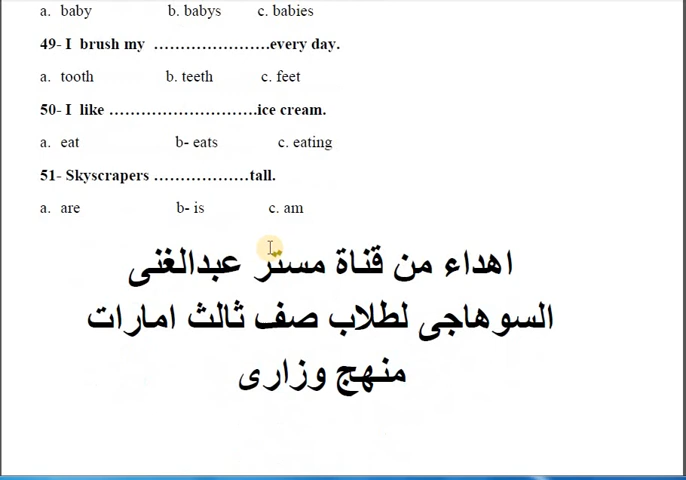 a. baby b. babys c. babies
49- I brush my ......................every day.
a. tooth b. teeth c. feet
50- I like ............................ice cream.
a. eat b- eats c. eating
51- Skyscrapers ..................tall.
a. are b- is c. am
اهداء من قناة مستر عبدالغنى
السوهاجى لطلاب صف ثالث امارات
منهج وزارى